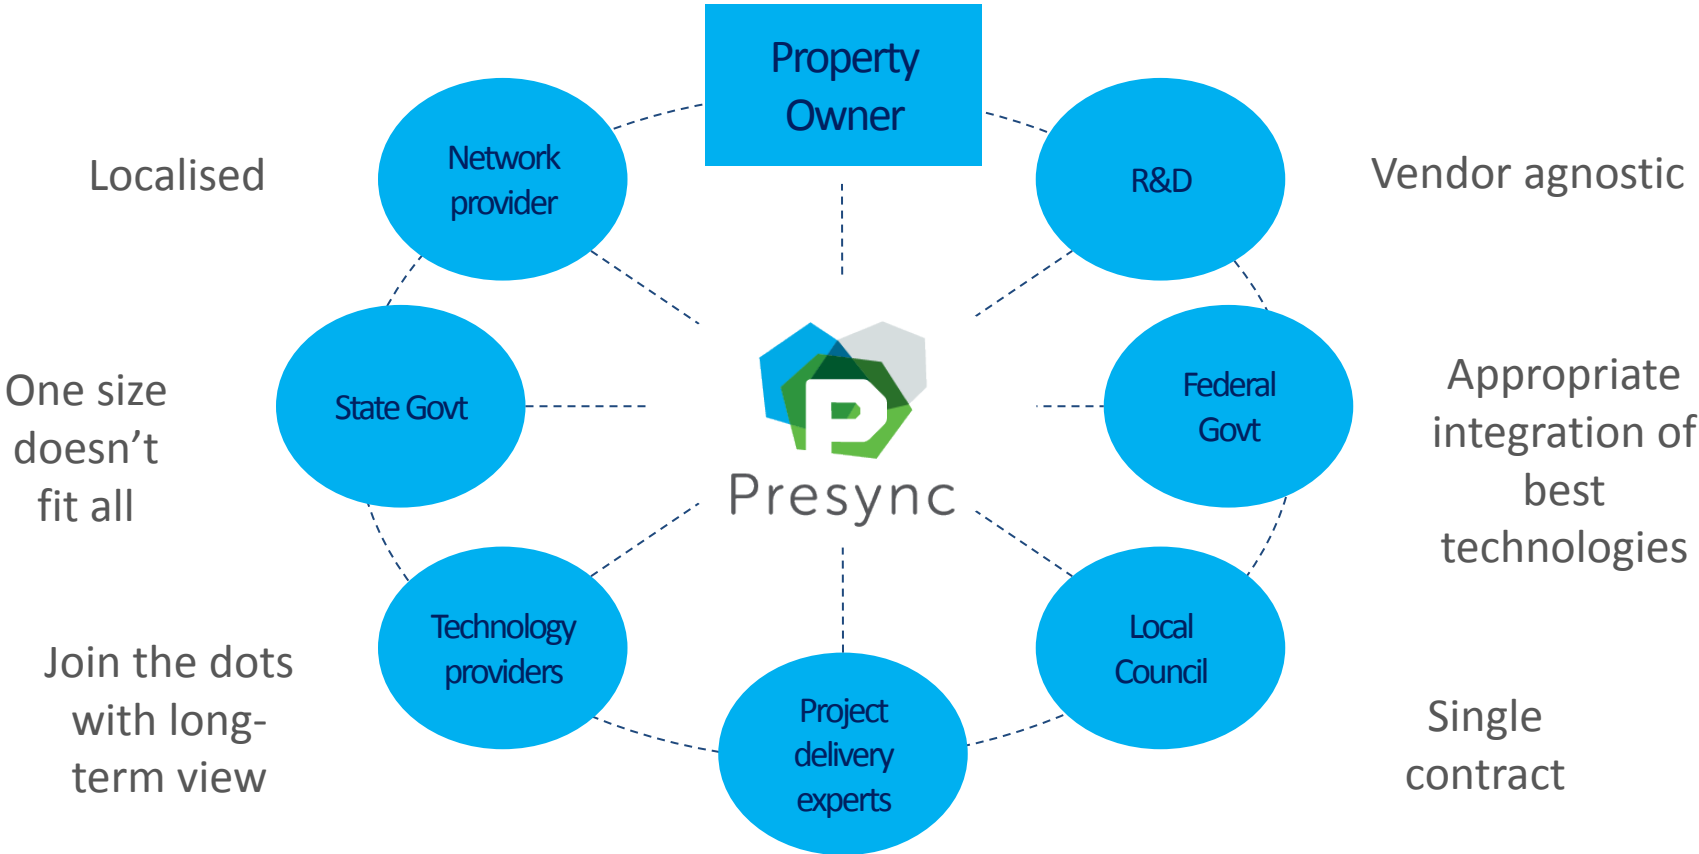 Property
Owner
Network
provider
R&D
Localised
Vendor agnostic
State Govt
Federal
Govt
One size
doesn't
fit all
Appropriate
integration of
best
technologies
Presync
Technology
providers
Local
Council
Join the dots
with long-
term view
Project
delivery
experts
Single
contract